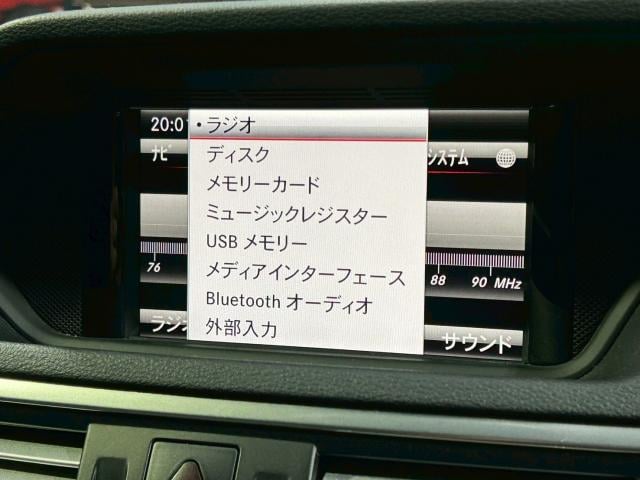 20:0
・ラジオ
ナビ
システム
ディスク
メモリーカード
ミュージックレジスター
USB メモリー
メディアインターフェース
Bluetooth オーディオ
外部入力
76
88
90 MHz
ラジ
サウンド